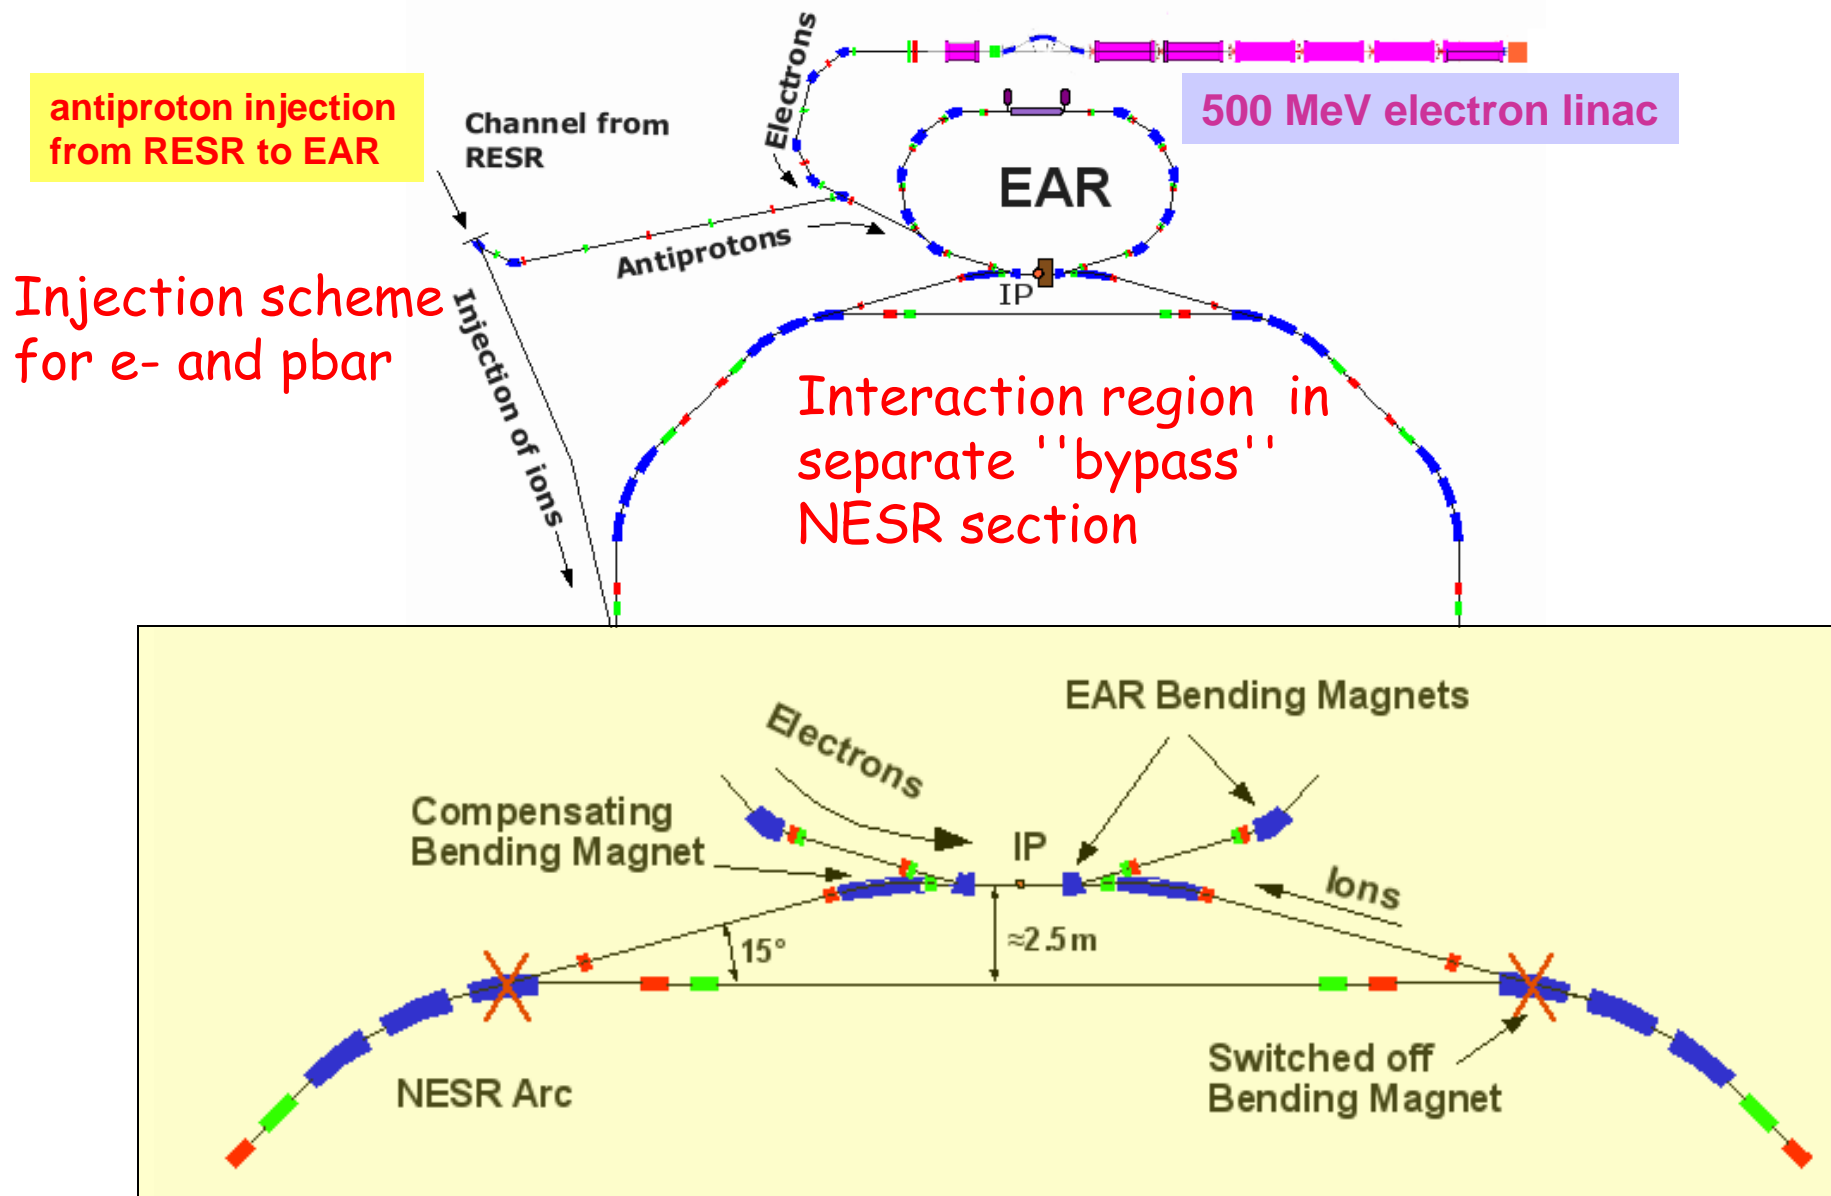 Electrons
antiproton injection
from RESR to EAR
Channel from
RESR
500 MeV electron linac
EAR
Antiprotons
Injection scheme
for e- and pbar
Injection of ions
IP
Interaction region in
separate ''bypass''
NESR section
EAR Bending Magnets
Electrons
Compensating
Bending Magnet
IP
Ions
15°
≈2.5m
Switched off
Bending Magnet
NESR Arc